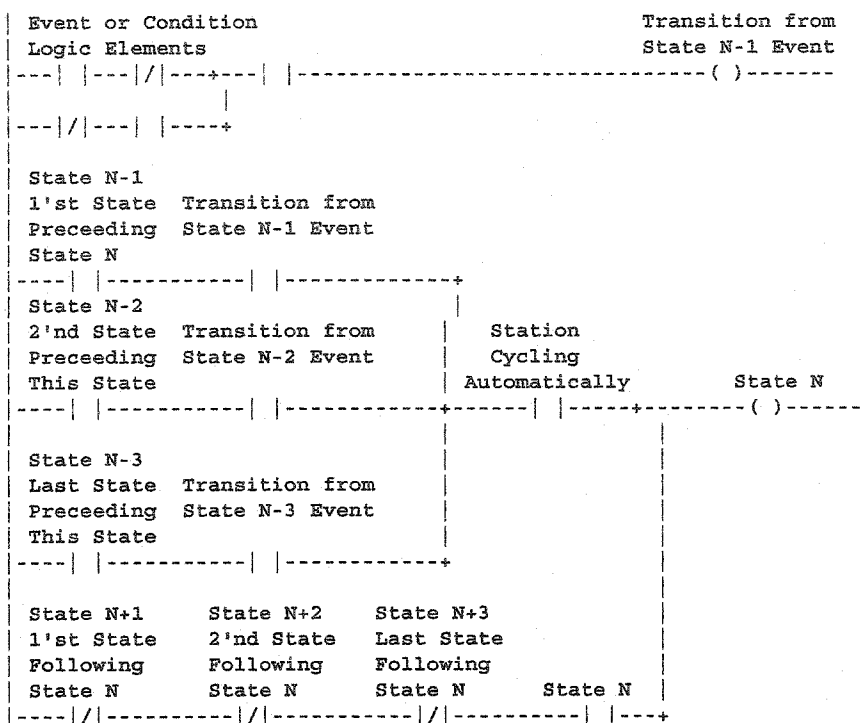 Event or Condition Transition from
Logic Elements State N-1 Event
|---| |---|/|---+---| |-------------------------------( )-------
|---|/|---| |----+
State N-1
1'st State Transition from
Preceeding State N-1 Event
State N
|----| |-----------| |-------------+
State N-2
2'nd State Transition from Station
Preceeding State N-2 Event Cycling
This State Automatically State N
|----| |-----------| |------------+------| |-----+--------( )------
State N-3
Last State Transition from
Preceeding State N-3 Event
This State
|----| |-----------| |------------+
State N+1 State N+2 State N+3
1'st State 2'nd State Last State
Following Following Following
State N State N State N State N
|----|/|-----------|/|-----------|/|----------| |---+